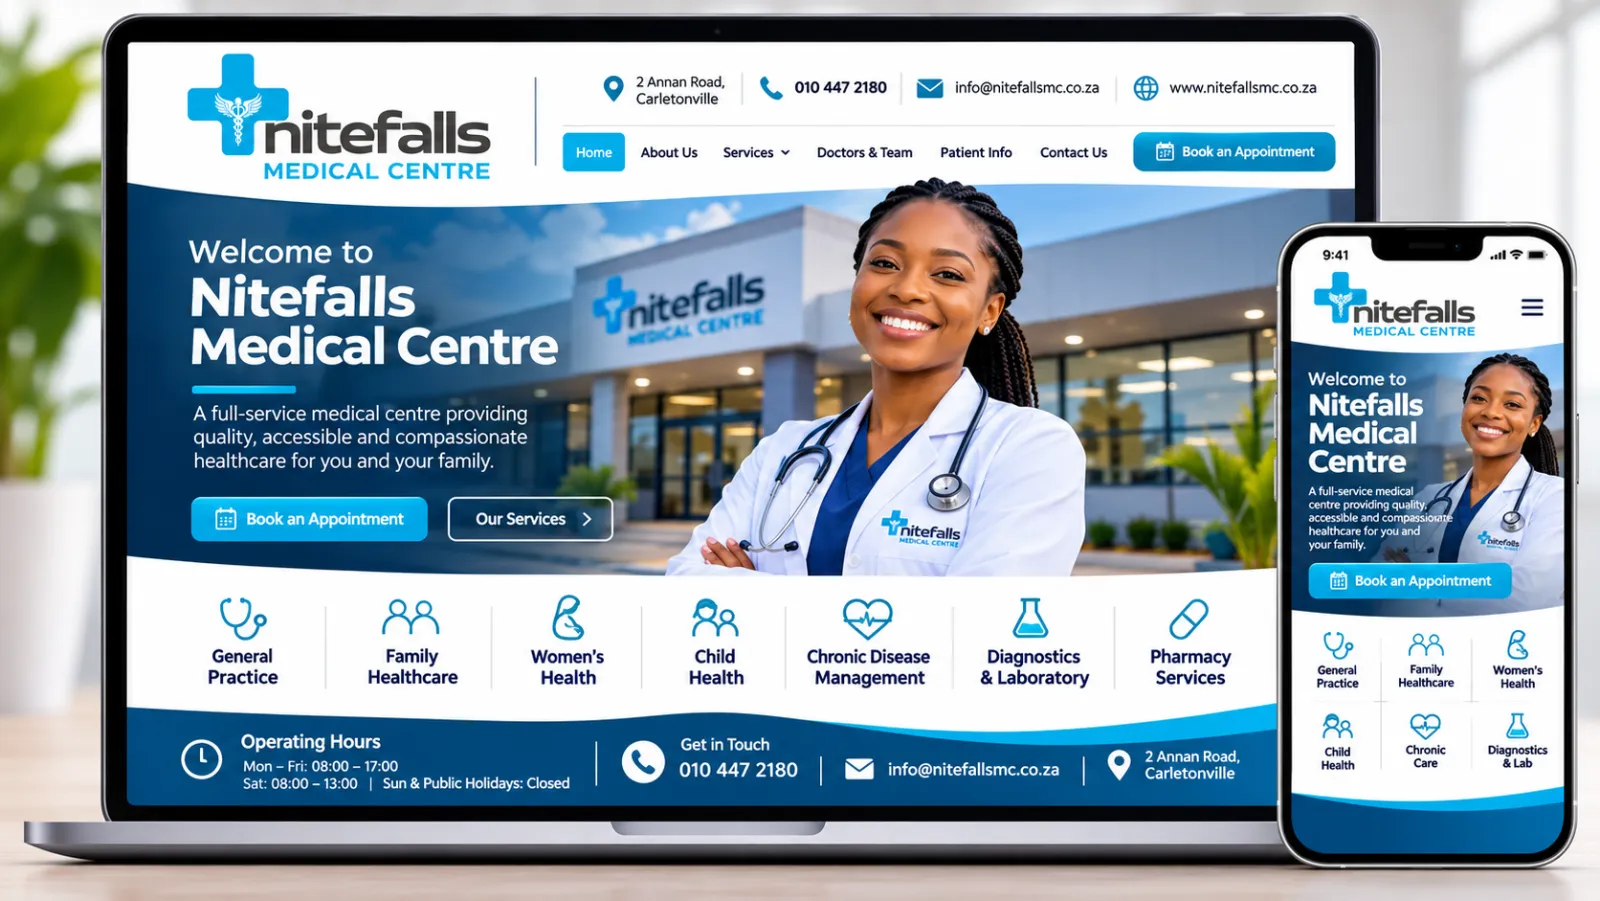 nitefalls
MEDICAL CENTRE
2 Annan Road,
Carletonville
010 447 2180
info@nitefallsmc.co.za
www.nitefallsmc.co.za
Home
About Us
Services
Doctors & Team
Patient Info
Contact Us
Book an Appointment
Welcome to
Nitefalls
Medical Centre
A full-service medical centre providing
quality, accessible and compassionate
healthcare for you and your family.
Book an Appointment
Our Services
nitefalls
MEDICAL CENTRE
nitefalls
MEDICAL CENTRE
General
Practice
Family
Healthcare
Women's
Health
Child
Health
Chronic Disease
Management
Diagnostics
& Laboratory
Pharmacy
Services
Operating Hours
Mon – Fri: 08:00 – 17:00
Sat: 08:00 – 13:00 | Sun & Public Holidays: Closed
Get in Touch
010 447 2180
info@nitefallsmc.co.za
2 Annan Road,
Carletonville
9:41
nitefalls
MEDICAL CENTRE
Welcome to
Nitefalls
Medical
Centre
A full-service medical
centre providing quality,
accessible and compassionate
healthcare for you and
your family.
nitefalls
Book an Appointment
General
Practice
Family
Healthcare
Women's
Health
Child
Health
Chronic
Care
Diagnostics
& Lab